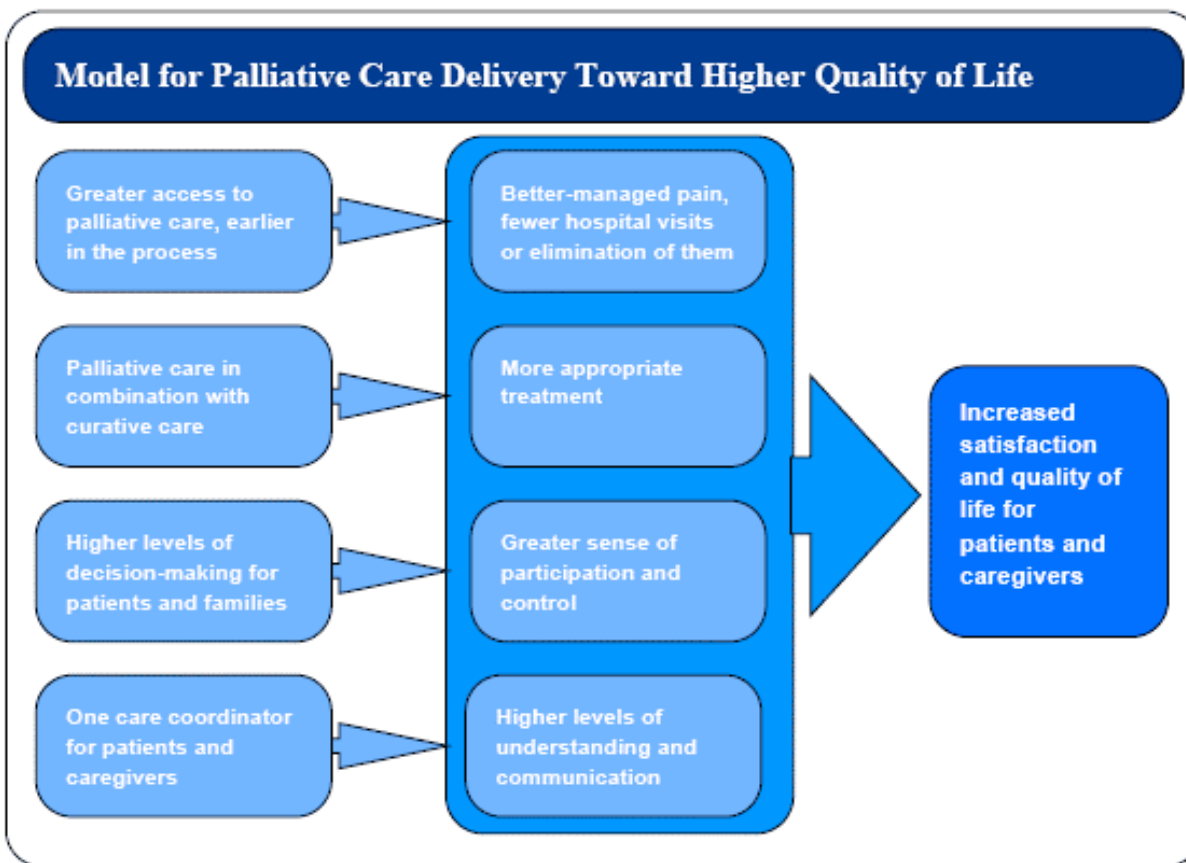 Model for Palliative Care Delivery Toward Higher Quality of Life
Greater access to
palliative care, earlier
in the process
Better-managed pain,
fewer hospital visits
or elimination of them
Palliative care in
combination with
curative care
More appropriate
treatment
Higher levels of
decision-making for
patients and families
Greater sense of
participation and
control
One care coordinator
for patients and
caregivers
Higher levels of
understanding and
communication
Increased
satisfaction
and quality of
life for
patients and
caregivers